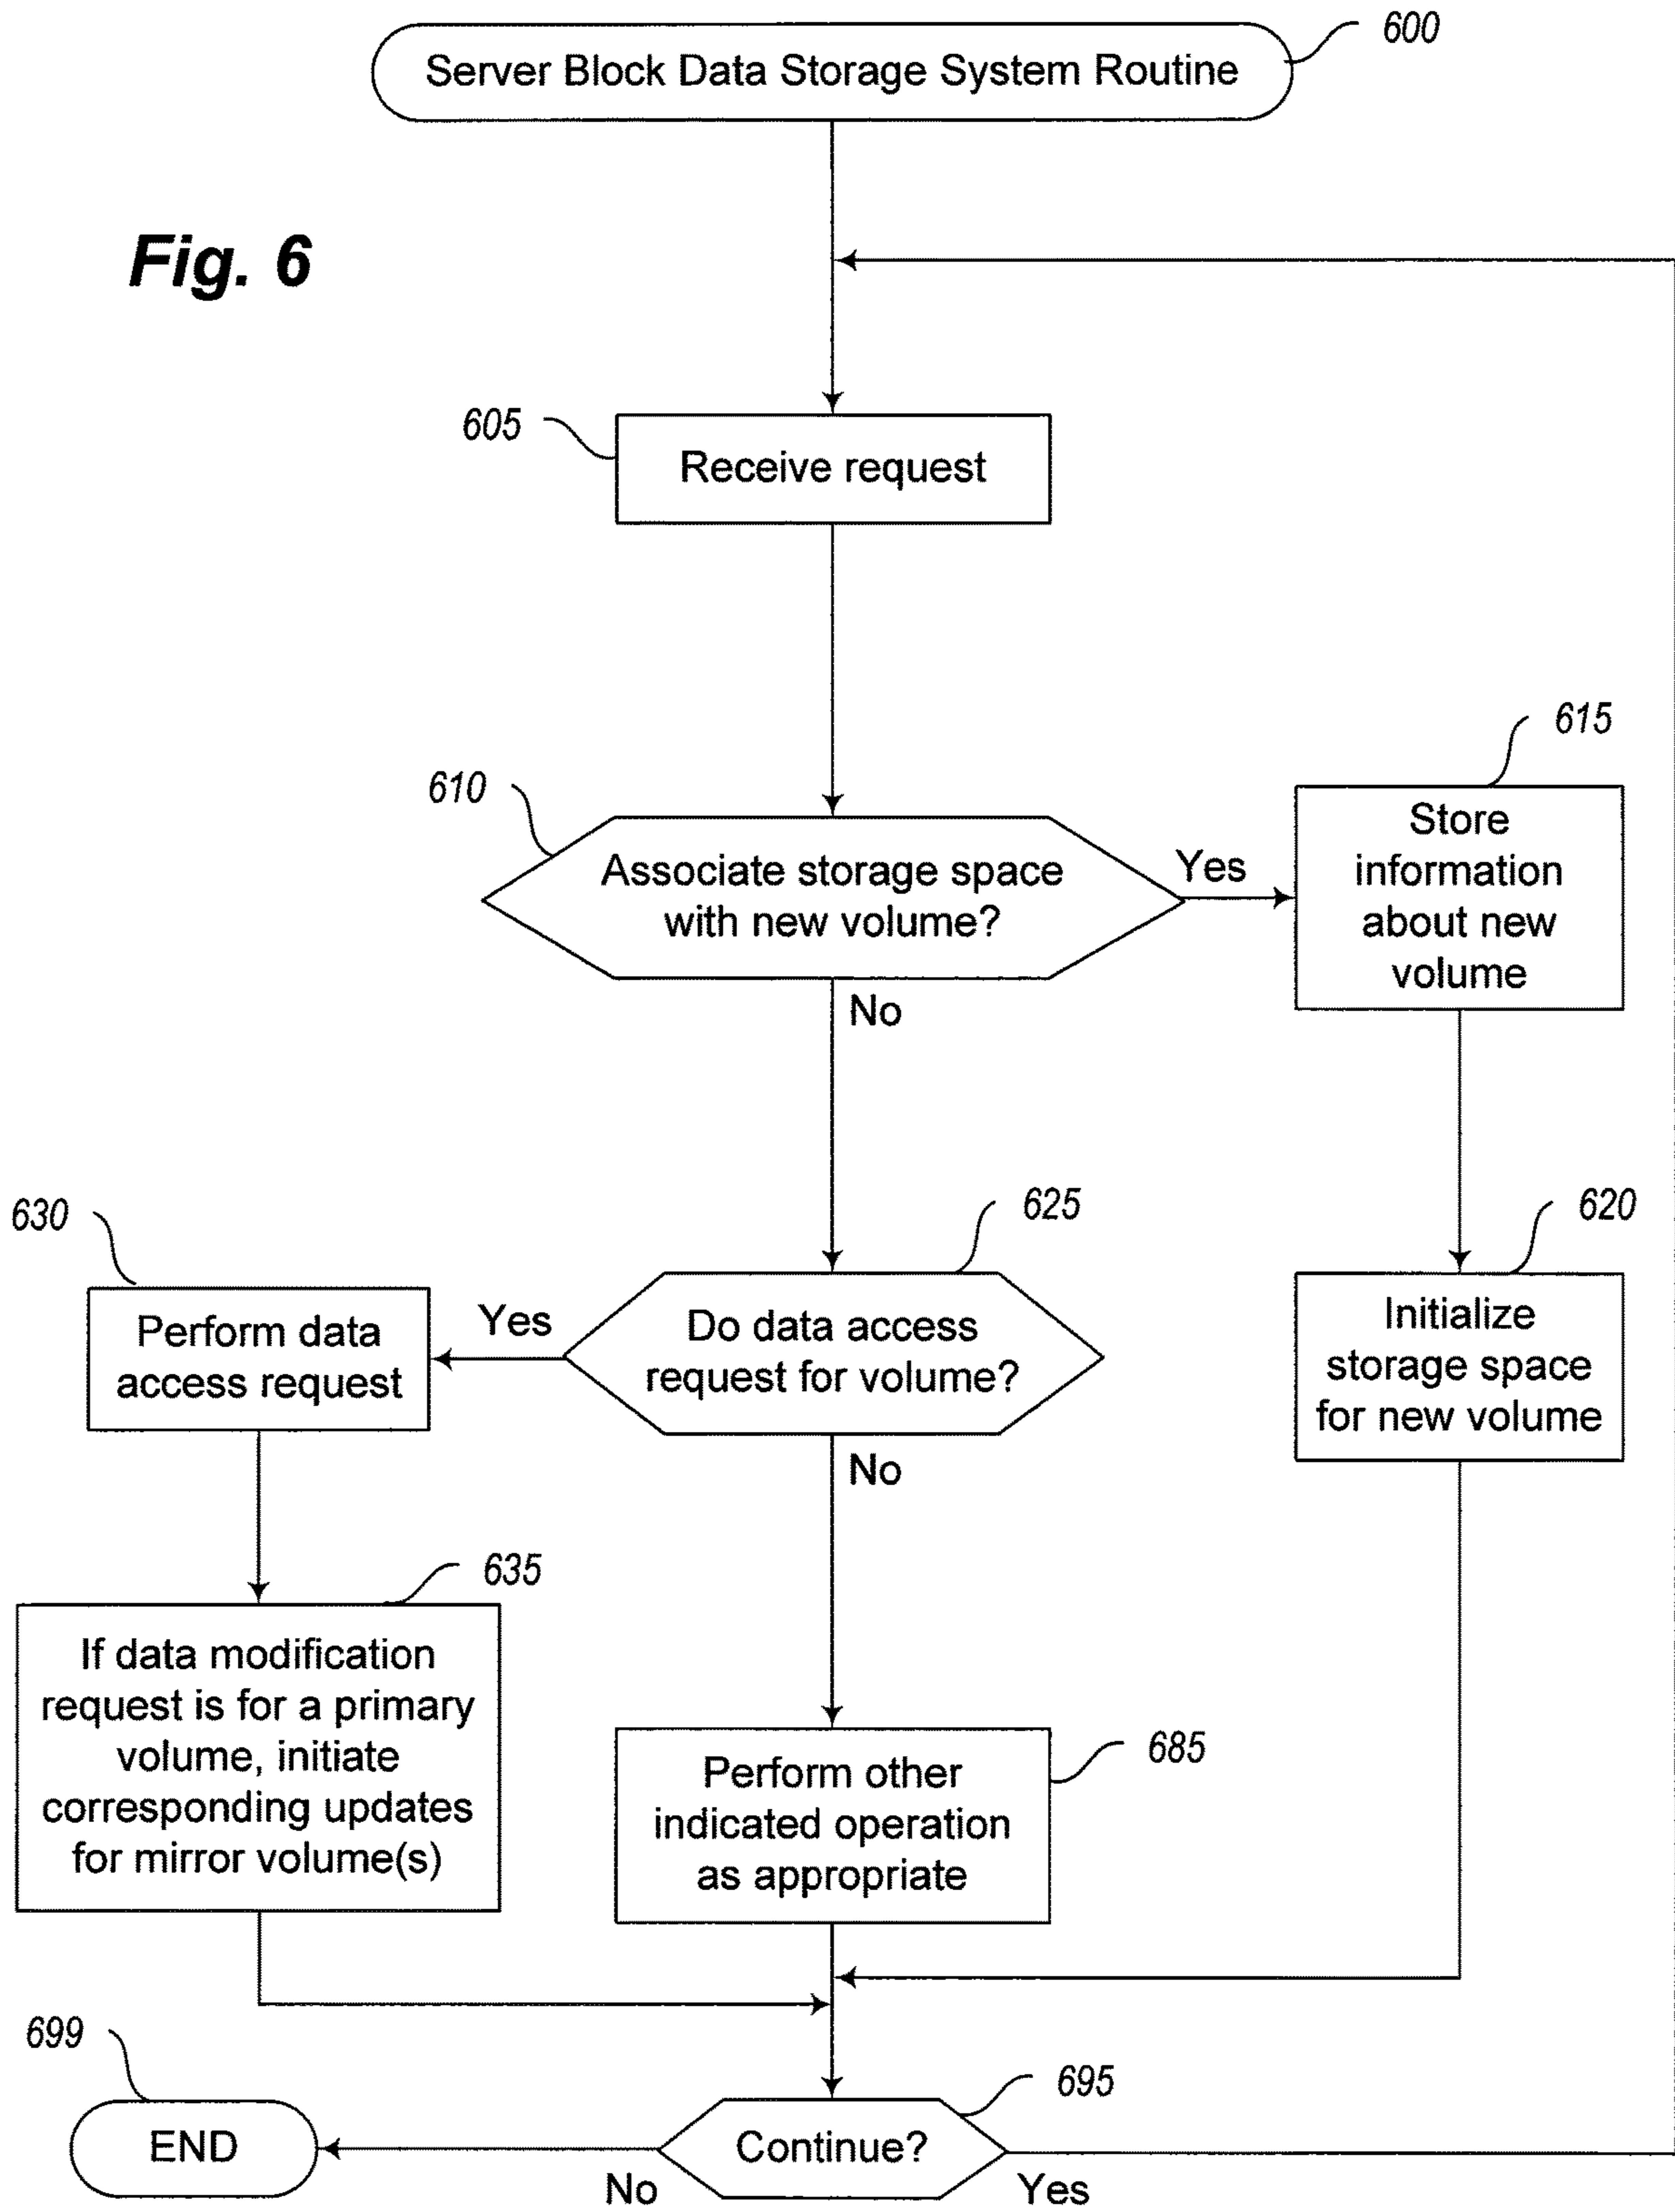 600
Server Block Data Storage System Routine
Fig. 6
605
Receive request
610
Associate storage space
with new volume?
Yes
No
615
Store
information
about new
volume
620
Initialize
storage space
for new volume
625
Do data access
request for volume?
Yes
No
630
Perform data
access request
635
If data modification
request is for a primary
volume, initiate
corresponding updates
for mirror volume(s)
685
Perform other
indicated operation
as appropriate
695
Continue?
No
Yes
699
END